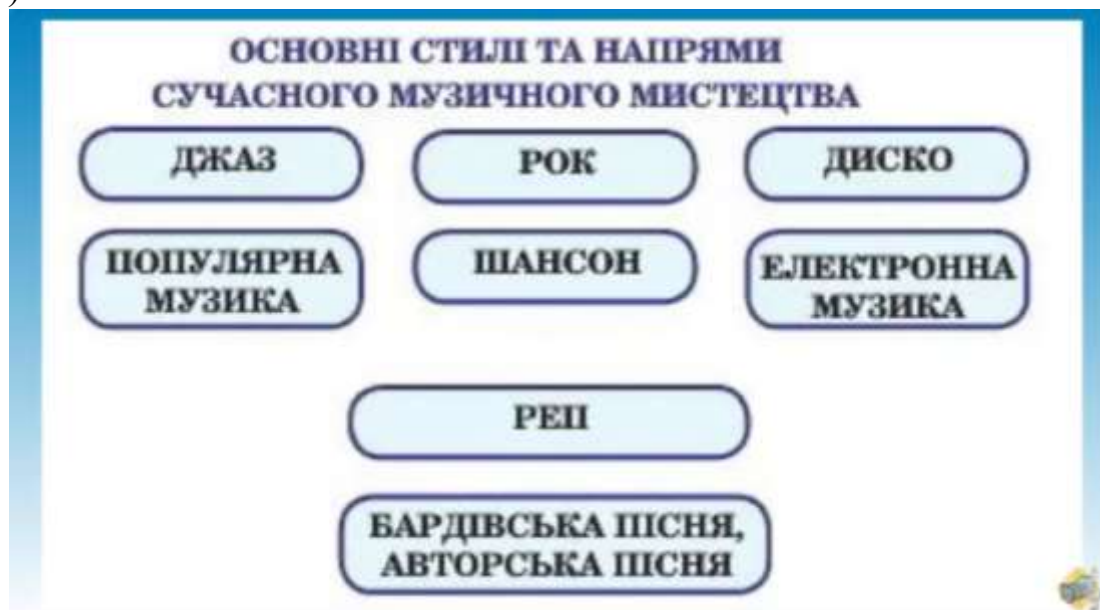 )
ОСНОВНІ СТИЛІ ТА НАПРЯМИ
СУЧАСНОГО МУЗИЧНОГО МИСТЕЦТВА
ДЖАЗ
РОК
ДИСКО
ПОПУЛЯРНА
МУЗИКА
ШАНСОН
ЕЛЕКТРОННА
МУЗИКА
РЕП
БАРДІВСЬКА ПІСНЯ,
АВТОРСЬКА ПІСНЯ